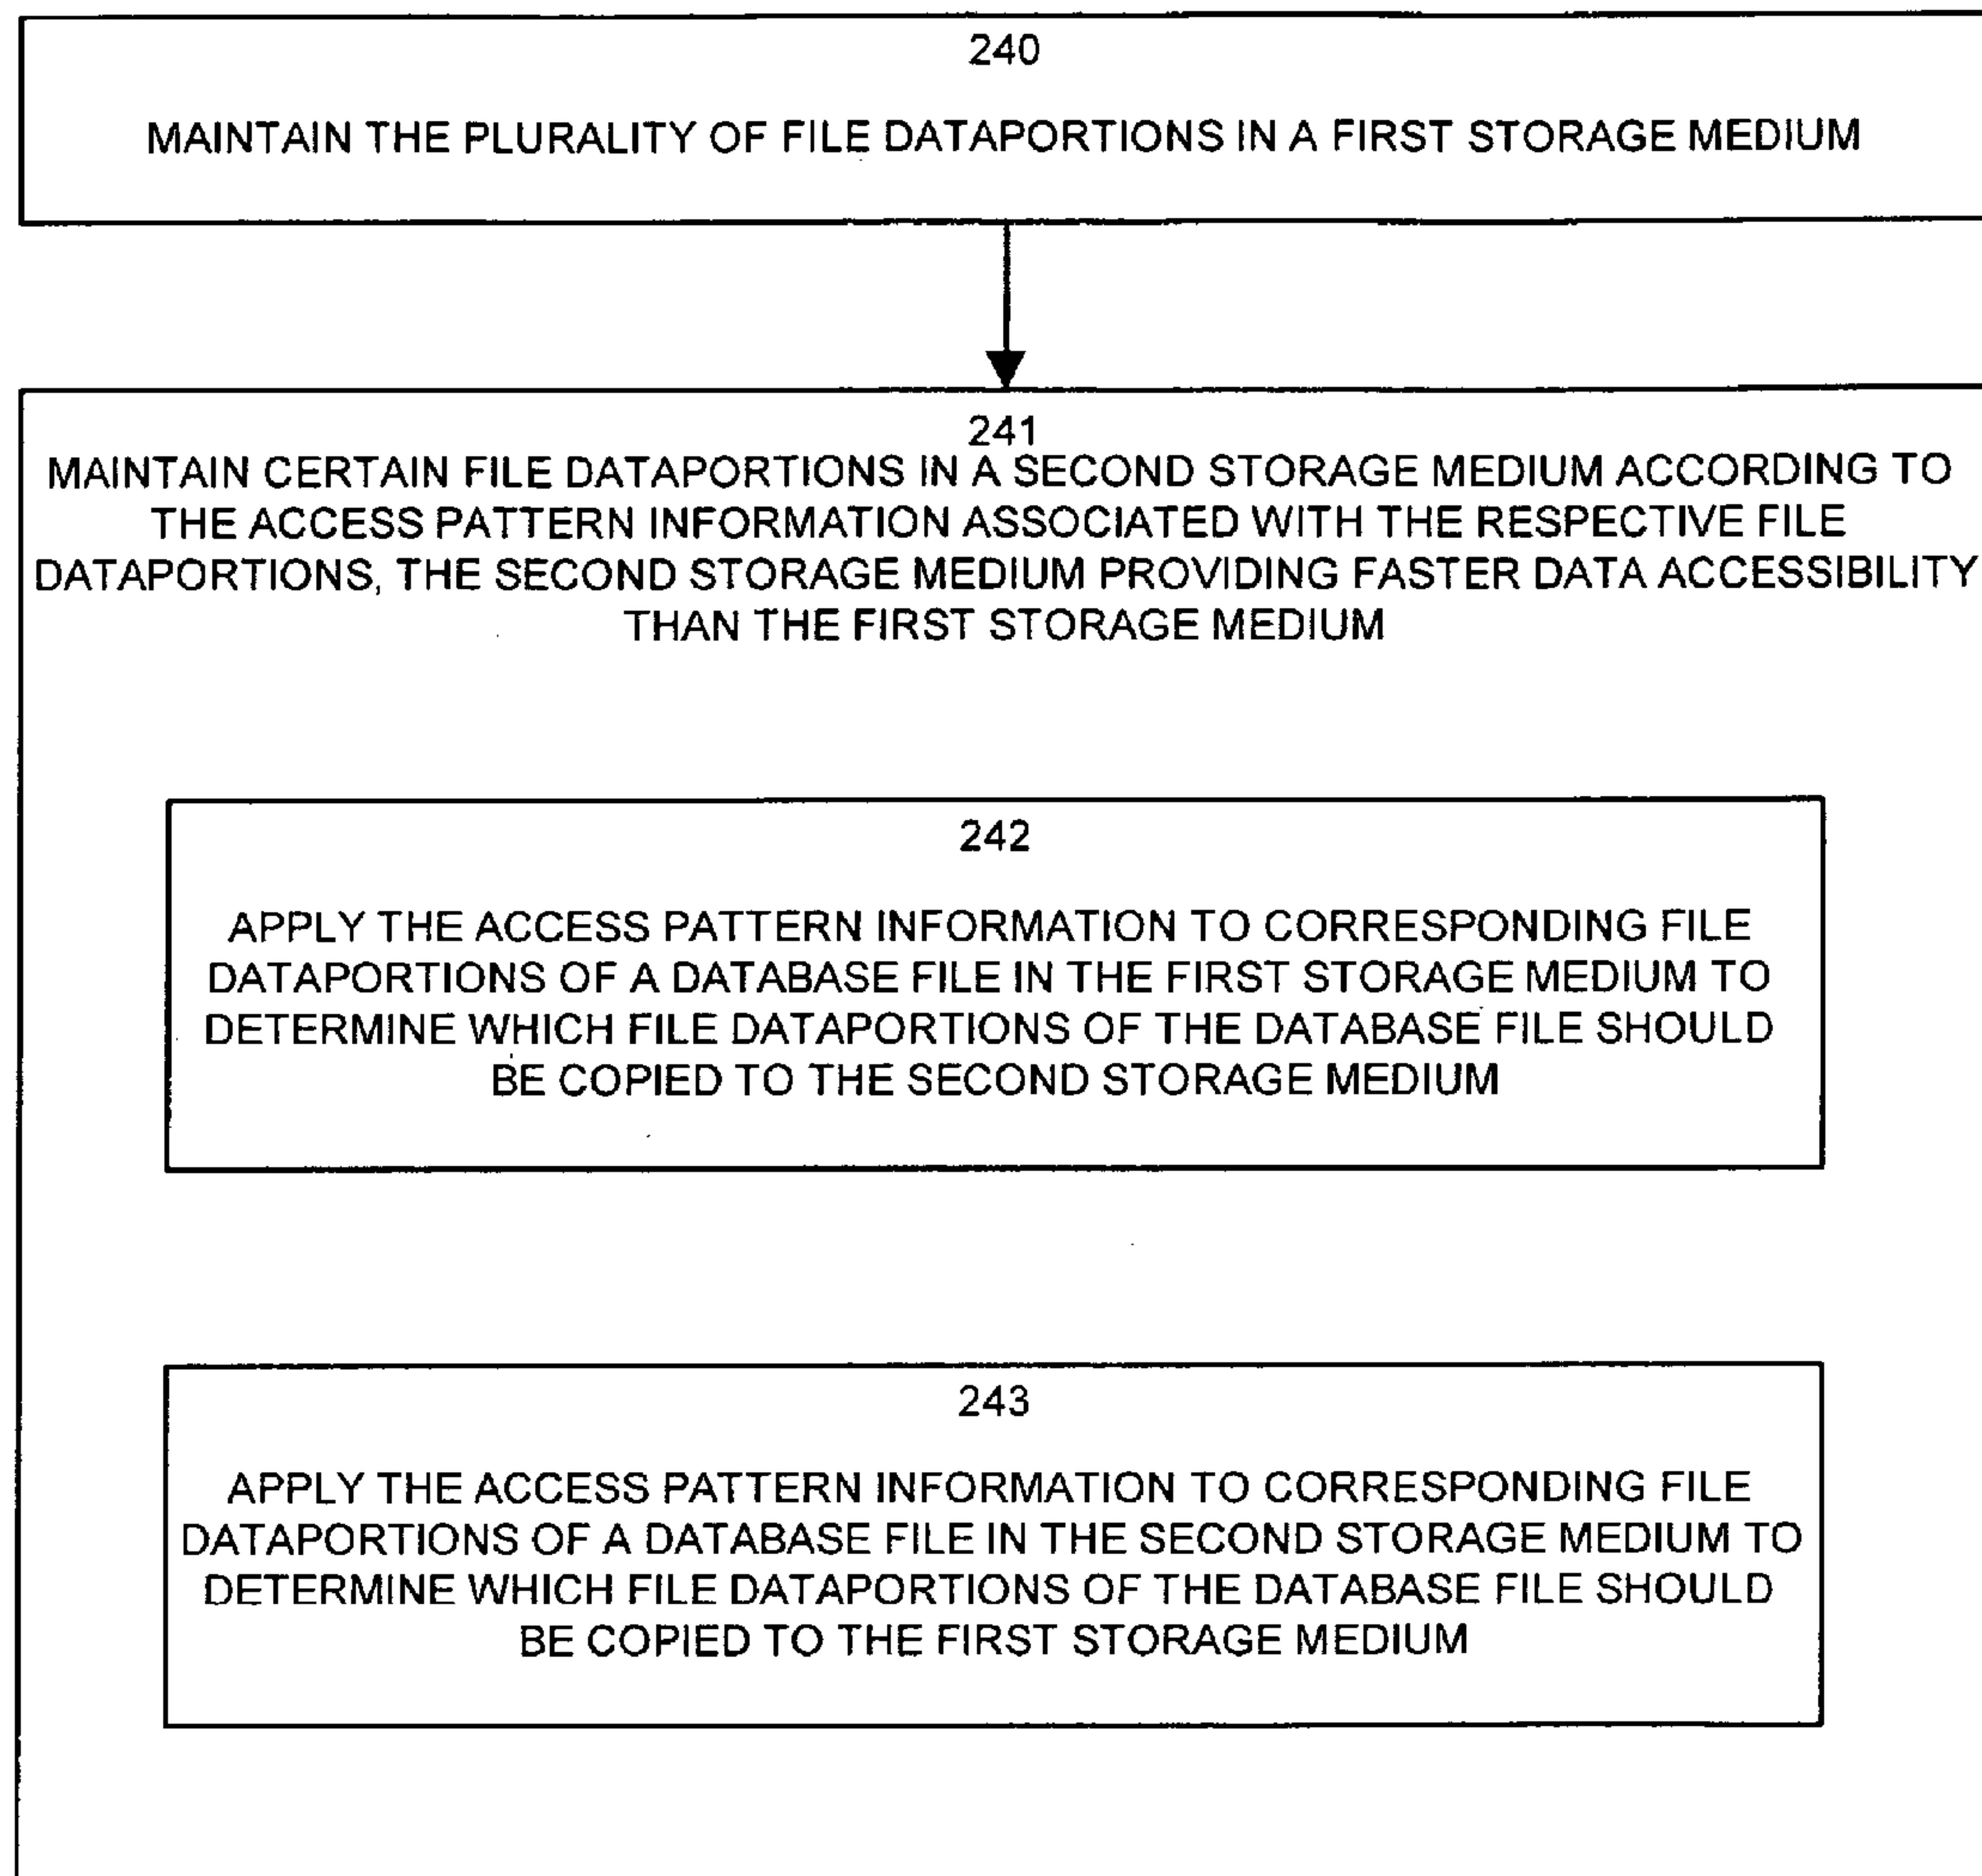 240
MAINTAIN THE PLURALITY OF FILE DATAPORTIONS IN A FIRST STORAGE MEDIUM
241
MAINTAIN CERTAIN FILE DATAPORTIONS IN A SECOND STORAGE MEDIUM ACCORDING TO
THE ACCESS PATTERN INFORMATION ASSOCIATED WITH THE RESPECTIVE FILE
DATAPORTIONS, THE SECOND STORAGE MEDIUM PROVIDING FASTER DATA ACCESSIBILITY
THAN THE FIRST STORAGE MEDIUM
242
APPLY THE ACCESS PATTERN INFORMATION TO CORRESPONDING FILE
DATAPORTIONS OF A DATABASE FILE IN THE FIRST STORAGE MEDIUM TO
DETERMINE WHICH FILE DATAPORTIONS OF THE DATABASE FILE SHOULD
BE COPIED TO THE SECOND STORAGE MEDIUM
243
APPLY THE ACCESS PATTERN INFORMATION TO CORRESPONDING FILE
DATAPORTIONS OF A DATABASE FILE IN THE SECOND STORAGE MEDIUM TO
DETERMINE WHICH FILE DATAPORTIONS OF THE DATABASE FILE SHOULD
BE COPIED TO THE FIRST STORAGE MEDIUM